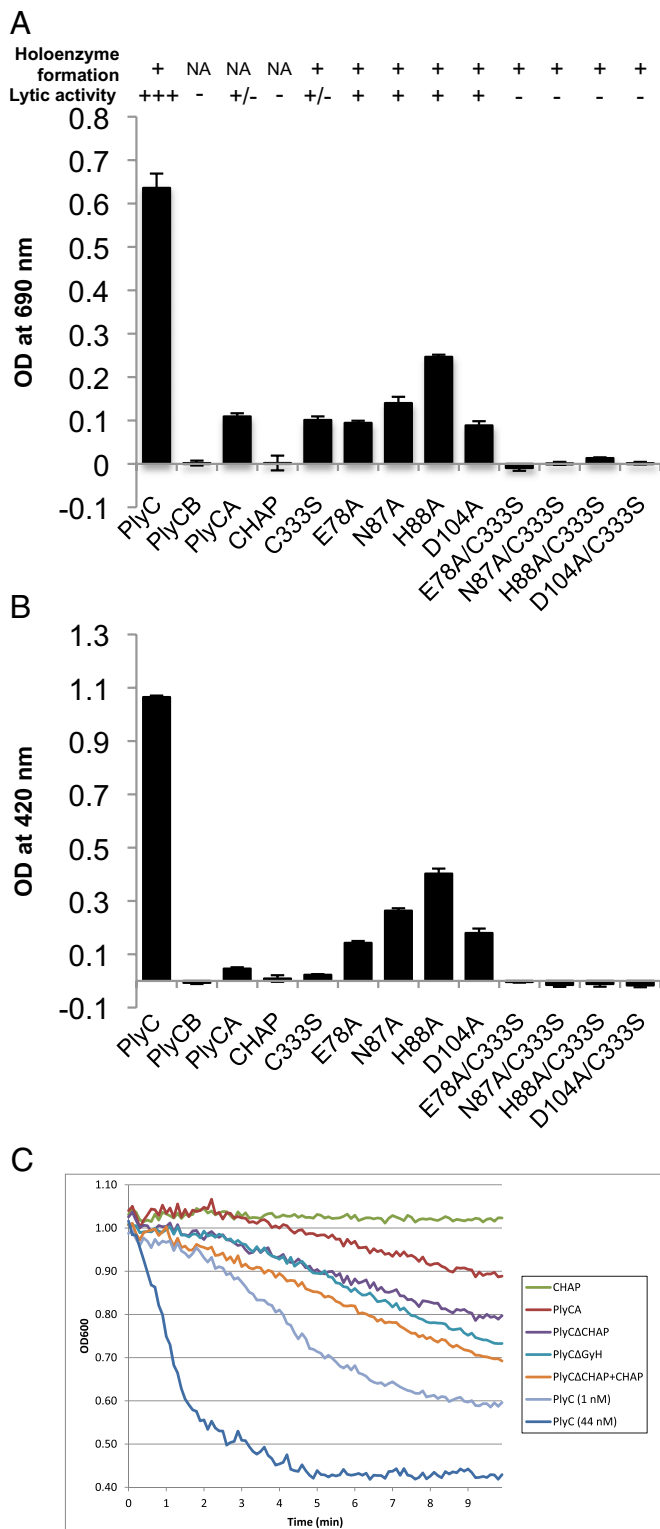 A
Holoenzyme formation + NA NA NA + + + + + + + + +
Lytic activity +++ - +/- - +/- + + + + - - - -
0.8
0.7
0.6
0.5
0.4
0.3
0.2
0.1
0
-0.1
OD at 690 nm
PlyC PlyCB PlyCA CHAP C333S E78A N87A H88A D104A E78A/C333S N87A/C333S H88A/C333S D104A/C333S
B
1.3
1.1
0.9
0.7
0.5
0.3
0.1
-0.1
OD at 420 nm
PlyC PlyCB PlyCA CHAP C333S E78A N87A H88A D104A E78A/C333S N87A/C333S H88A/C333S D104A/C333S
C
1.10
1.00
0.90
0.80
0.70
0.60
0.50
0.40
OD600
0 1 2 3 4 5 6 7 8 9
Time (min)
CHAP
PlyCA
PlyCΔCHAP
PlyCΔGyH
PlyCΔCHAP+CHAP
PlyC (1 nM)
PlyC (44 nM)